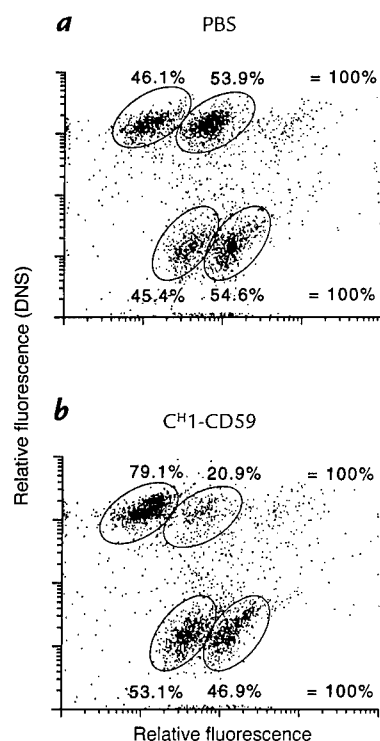 a PBS
46.1% 53.9% = 100%
45.4% 54.6% = 100%
Relative fluorescence (DNS)
b CH1-CD59
79.1% 20.9% = 100%
53.1% 46.9% = 100%
Relative fluorescence